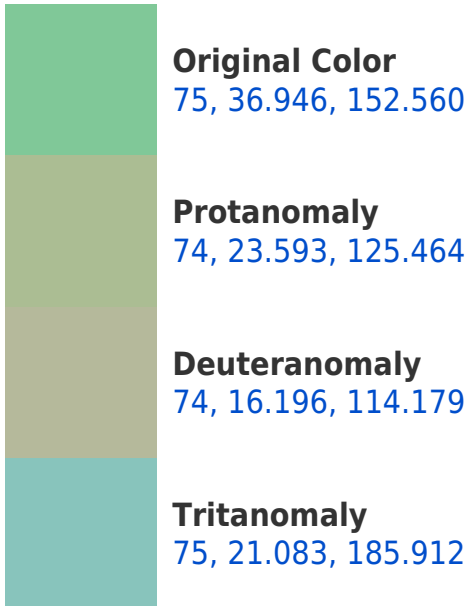 Original Color
75, 36.946, 152.560
Protanomaly
74, 23.593, 125.464
Deuteranomaly
74, 16.196, 114.179
Tritanomaly
75, 21.083, 185.912